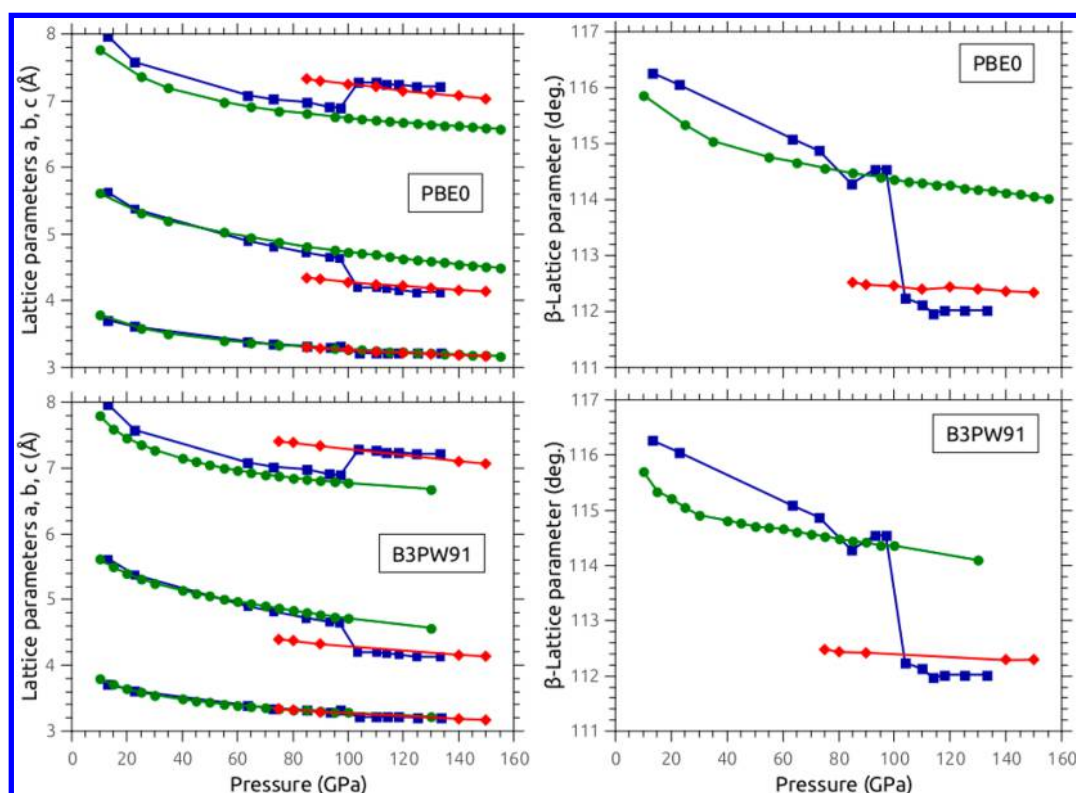 8
7
6
5
4
3
Lattice parameters a, b, c (Å)
PBE0
117
116
115
114
113
112
111
β-Lattice parameter (deg.)
PBE0
8
7
6
5
4
3
Lattice parameters a, b, c (Å)
B3PW91
0 20 40 60 80 100 120 140 160
Pressure (GPa)
117
116
115
114
113
112
111
β-Lattice parameter (deg.)
B3PW91
0 20 40 60 80 100 120 140 160
Pressure (GPa)